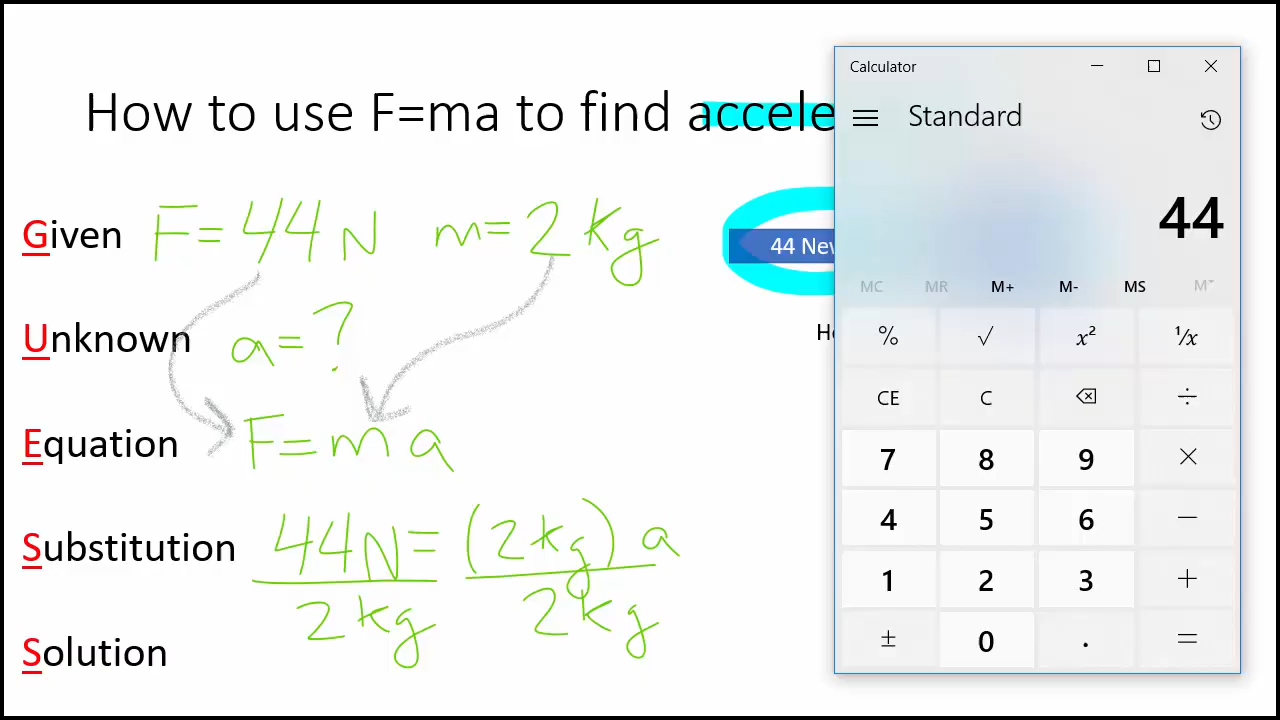 How to use F=ma to find accele
Given F=44N m=2kg
44 New
Unknown a=?
He
Equation F=ma
Substitution 44N=(2kg)a
2kg 2kg
Solution
Calculator
Standard
44
MC MR M+ M- MS M˅
% √ x² ¹/x
CE C ÷
7 8 9 ×
4 5 6 −
1 2 3 +
± 0 . =